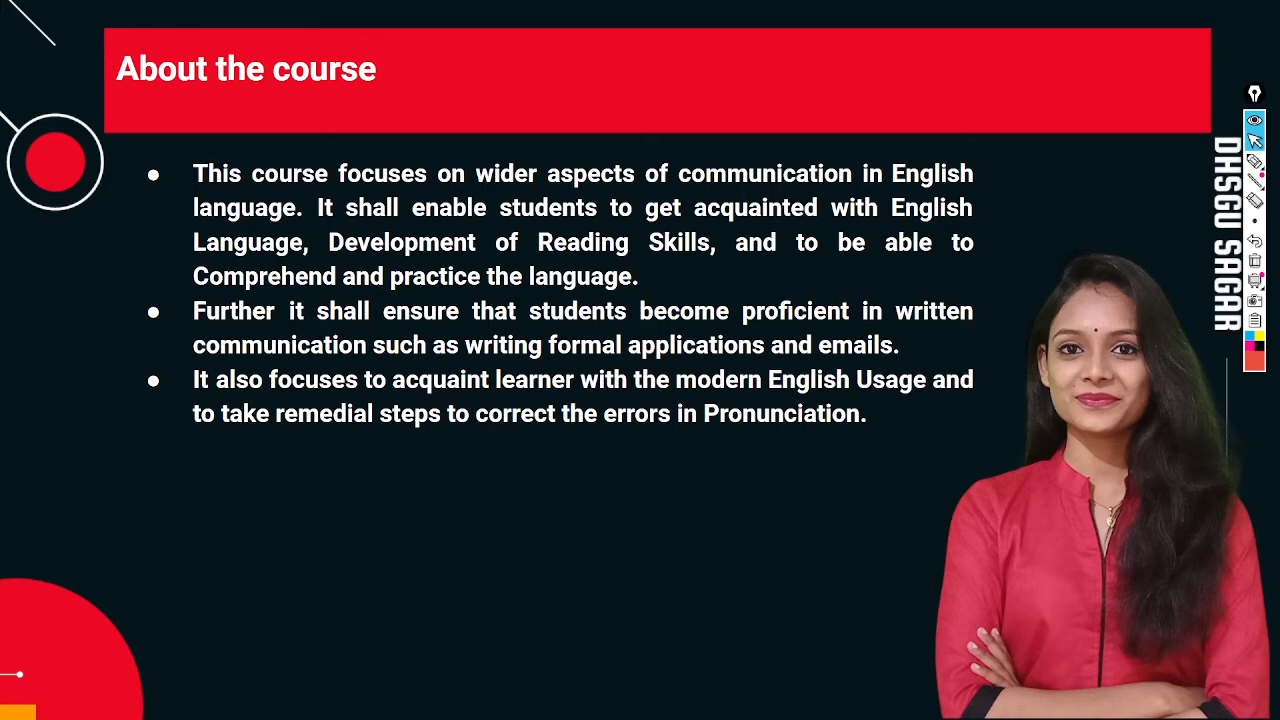 About the course
● This course focuses on wider aspects of communication in English
language. It shall enable students to get acquainted with English
Language, Development of Reading Skills, and to be able to
Comprehend and practice the language.
● Further it shall ensure that students become proficient in written
communication such as writing formal applications and emails.
● It also focuses to acquaint learner with the modern English Usage and
to take remedial steps to correct the errors in Pronunciation.
DHSGU SAGAR